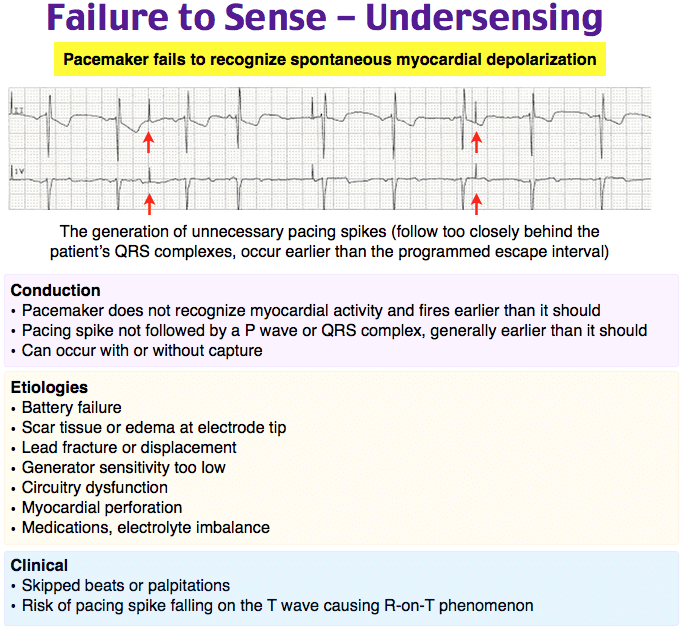 Failure to Sense – Undersensing
Pacemaker fails to recognize spontaneous myocardial depolarization
II
IV
The generation of unnecessary pacing spikes (follow too closely behind the
patient's QRS complexes, occur earlier than the programmed escape interval)
Conduction
• Pacemaker does not recognize myocardial activity and fires earlier than it should
• Pacing spike not followed by a P wave or QRS complex, generally earlier than it should
• Can occur with or without capture
Etiologies
• Battery failure
• Scar tissue or edema at electrode tip
• Lead fracture or displacement
• Generator sensitivity too low
• Circuitry dysfunction
• Myocardial perforation
• Medications, electrolyte imbalance
Clinical
• Skipped beats or palpitations
• Risk of pacing spike falling on the T wave causing R-on-T phenomenon